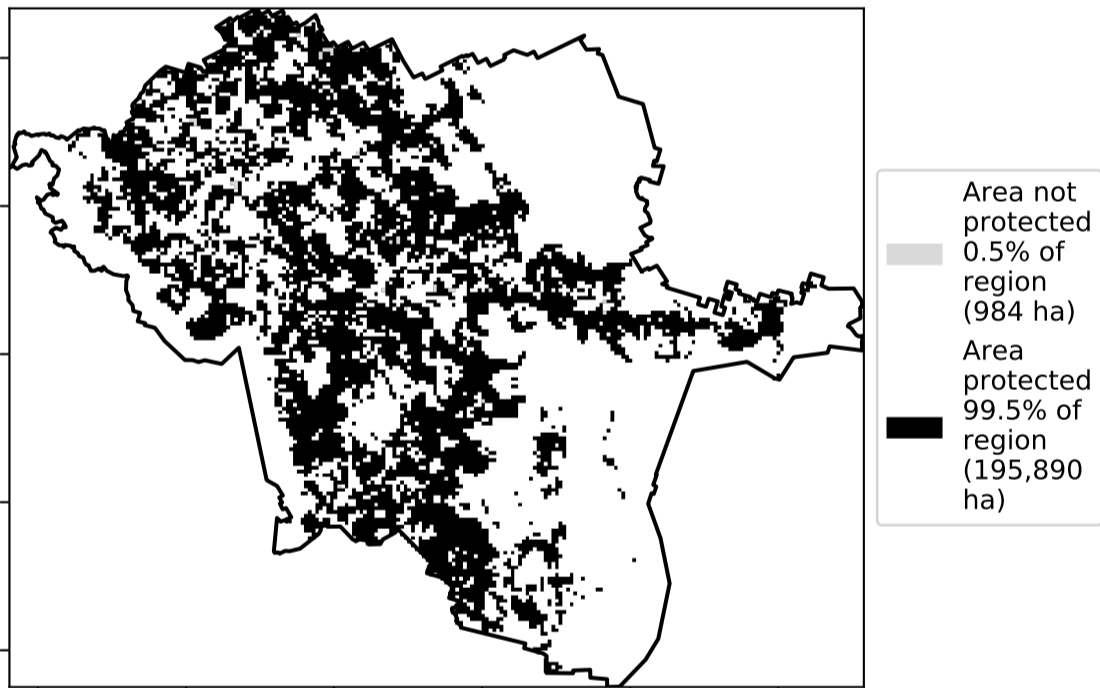 Area not
protected
0.5% of
region
(984 ha)
Area
protected
99.5% of
region
(195,890
ha)